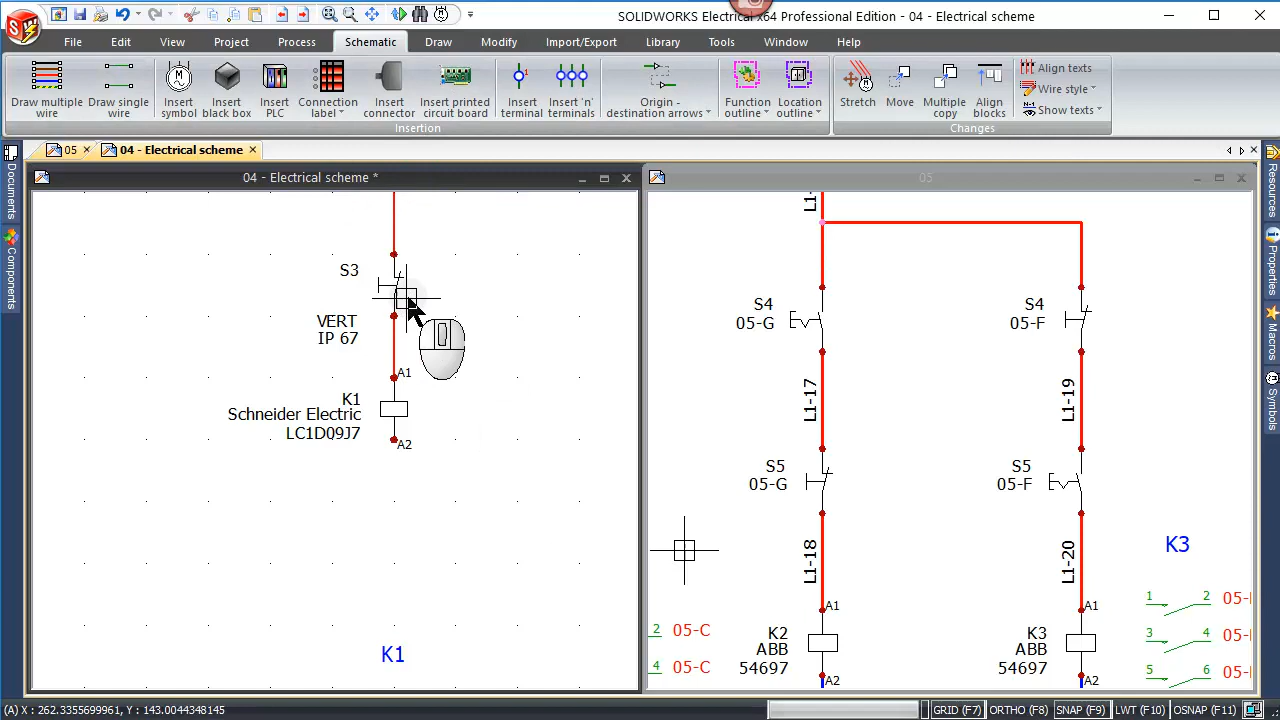 SOLIDWORKS Electrical x64 Professional Edition - 04 - Electrical scheme
File Edit View Project Process Schematic Draw Modify Import/Export Library Tools Window Help
Draw multiple wire
Draw single wire
Insert symbol
Insert black box
Insert PLC
Connection label
Insert connector
Insert printed circuit board
Insert terminal
Insert 'n' terminals
Origin - destination arrows
Function outline
Location outline
Stretch
Move
Multiple copy
Align blocks
Align texts
Wire style
Show texts
Insertion
Changes
05
04 - Electrical scheme
Documents
Components
Resources
Properties
Macros
Symbols
04 - Electrical scheme *
S3
VERT
IP 67
A1
K1
Schneider Electric
LC1D09J7
A2
K1
05
S4
05-G
S4
05-F
L1-17
L1-19
S5
05-G
S5
05-F
L1-18
L1-20
K3
A1
A1
1 2
2 05-C
K2
ABB
54697
K3
ABB
54697
3 4
4 05-C
5 6
A2
A2
(A) X : 262.3355699961, Y : 143.0044348145
GRID (F7) ORTHO (F8) SNAP (F9) LWT (F10) OSNAP (F11)